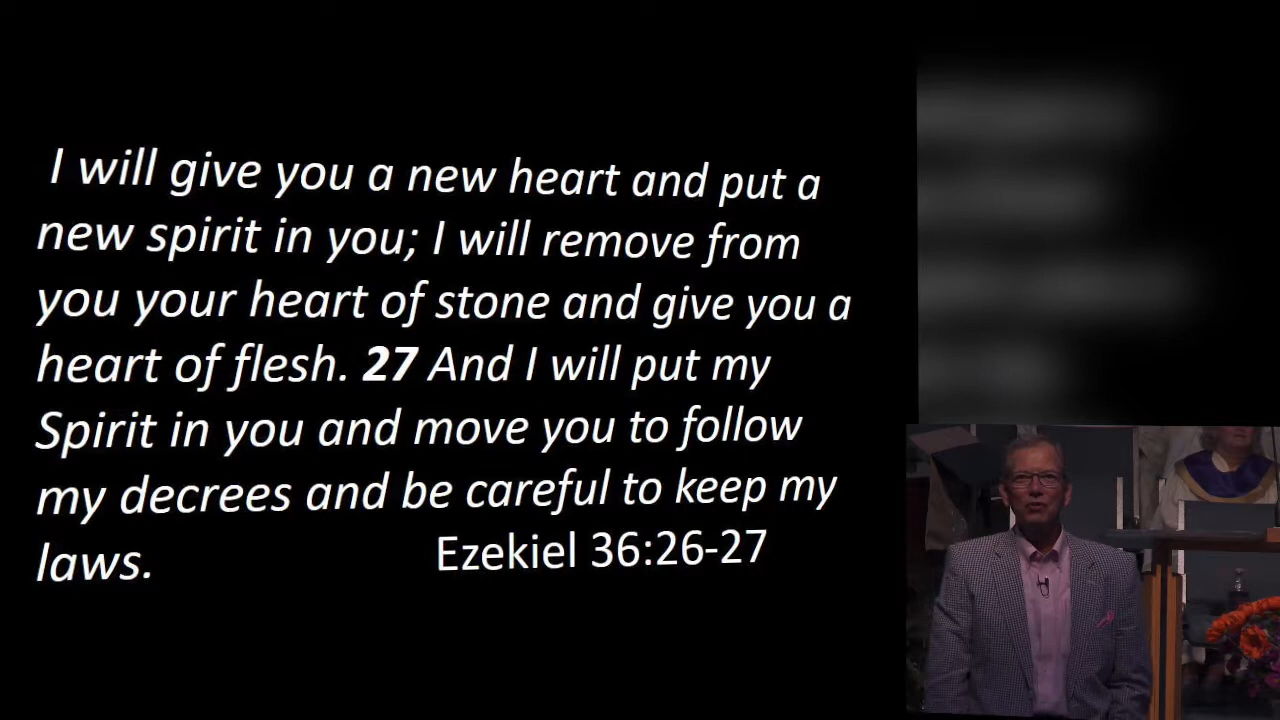 I will give you a new heart and put a
new spirit in you; I will remove from
you your heart of stone and give you a
heart of flesh. 27 And I will put my
Spirit in you and move you to follow
my decrees and be careful to keep my
laws. Ezekiel 36:26-27